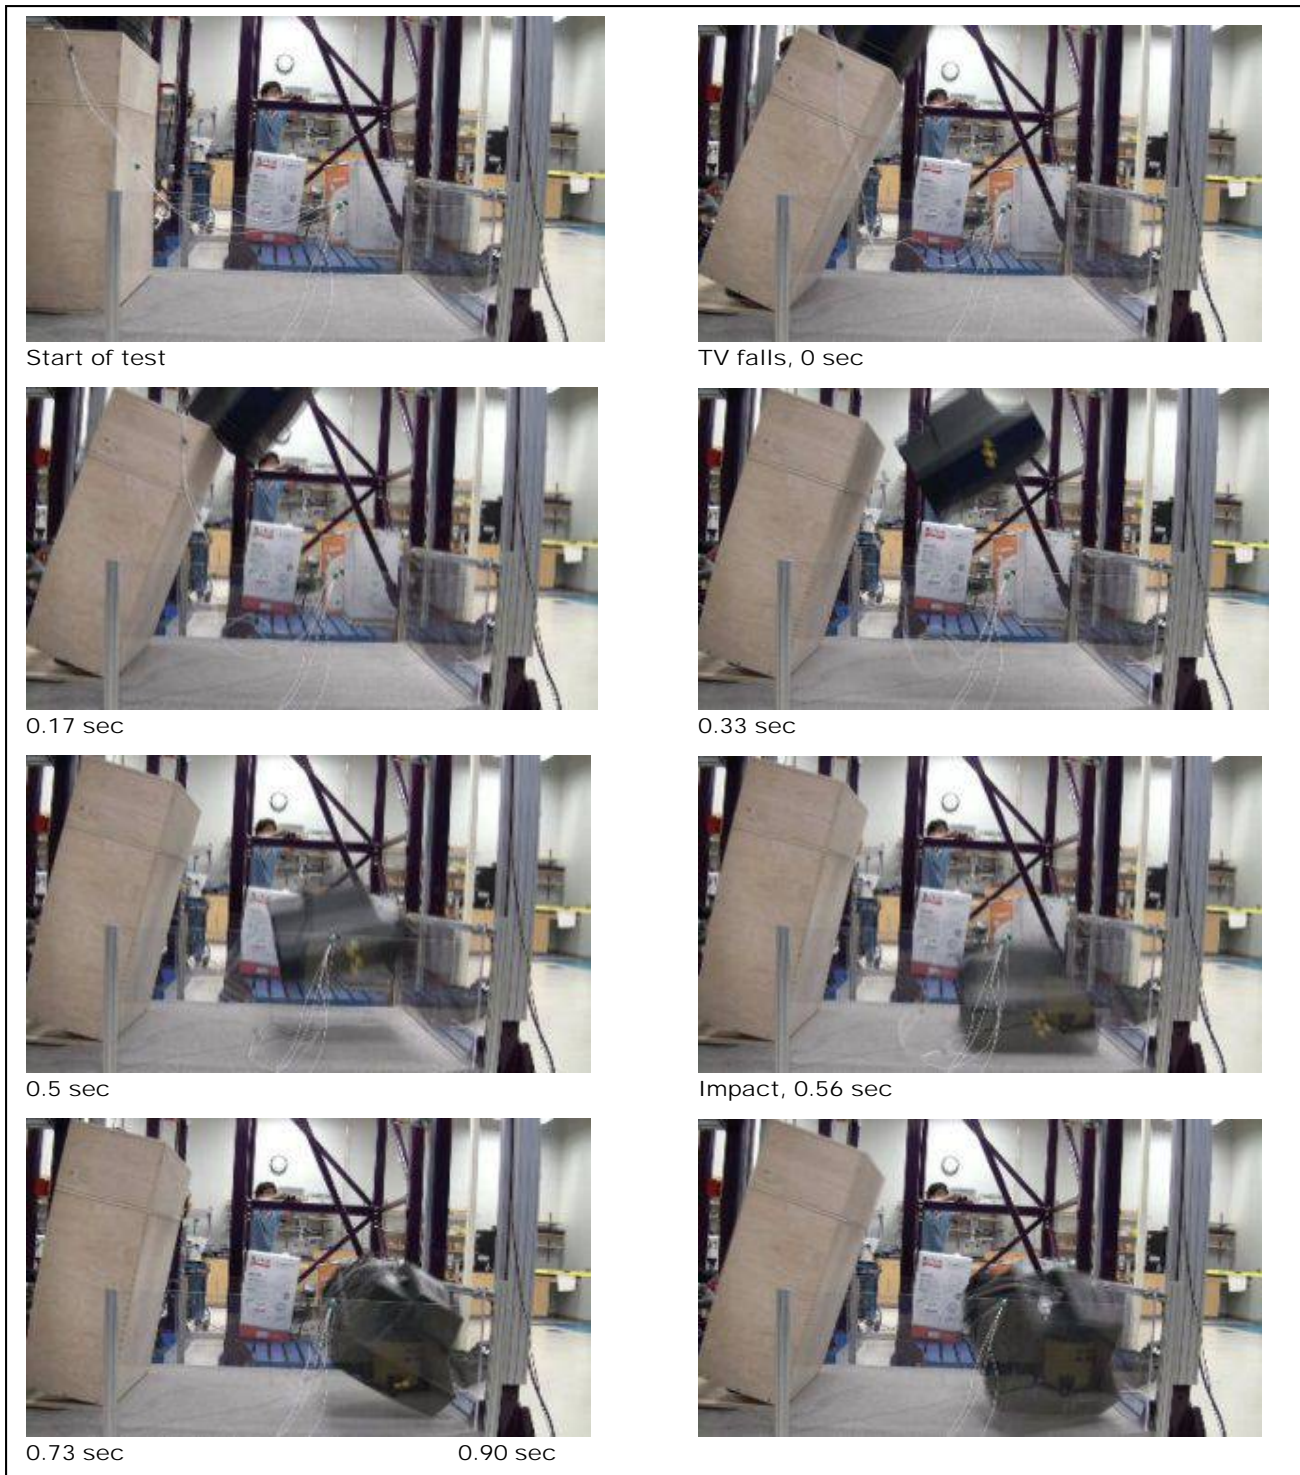 Start of test
TV falls, 0 sec
0.17 sec
0.33 sec
0.5 sec
Impact, 0.56 sec
0.73 sec
0.90 sec